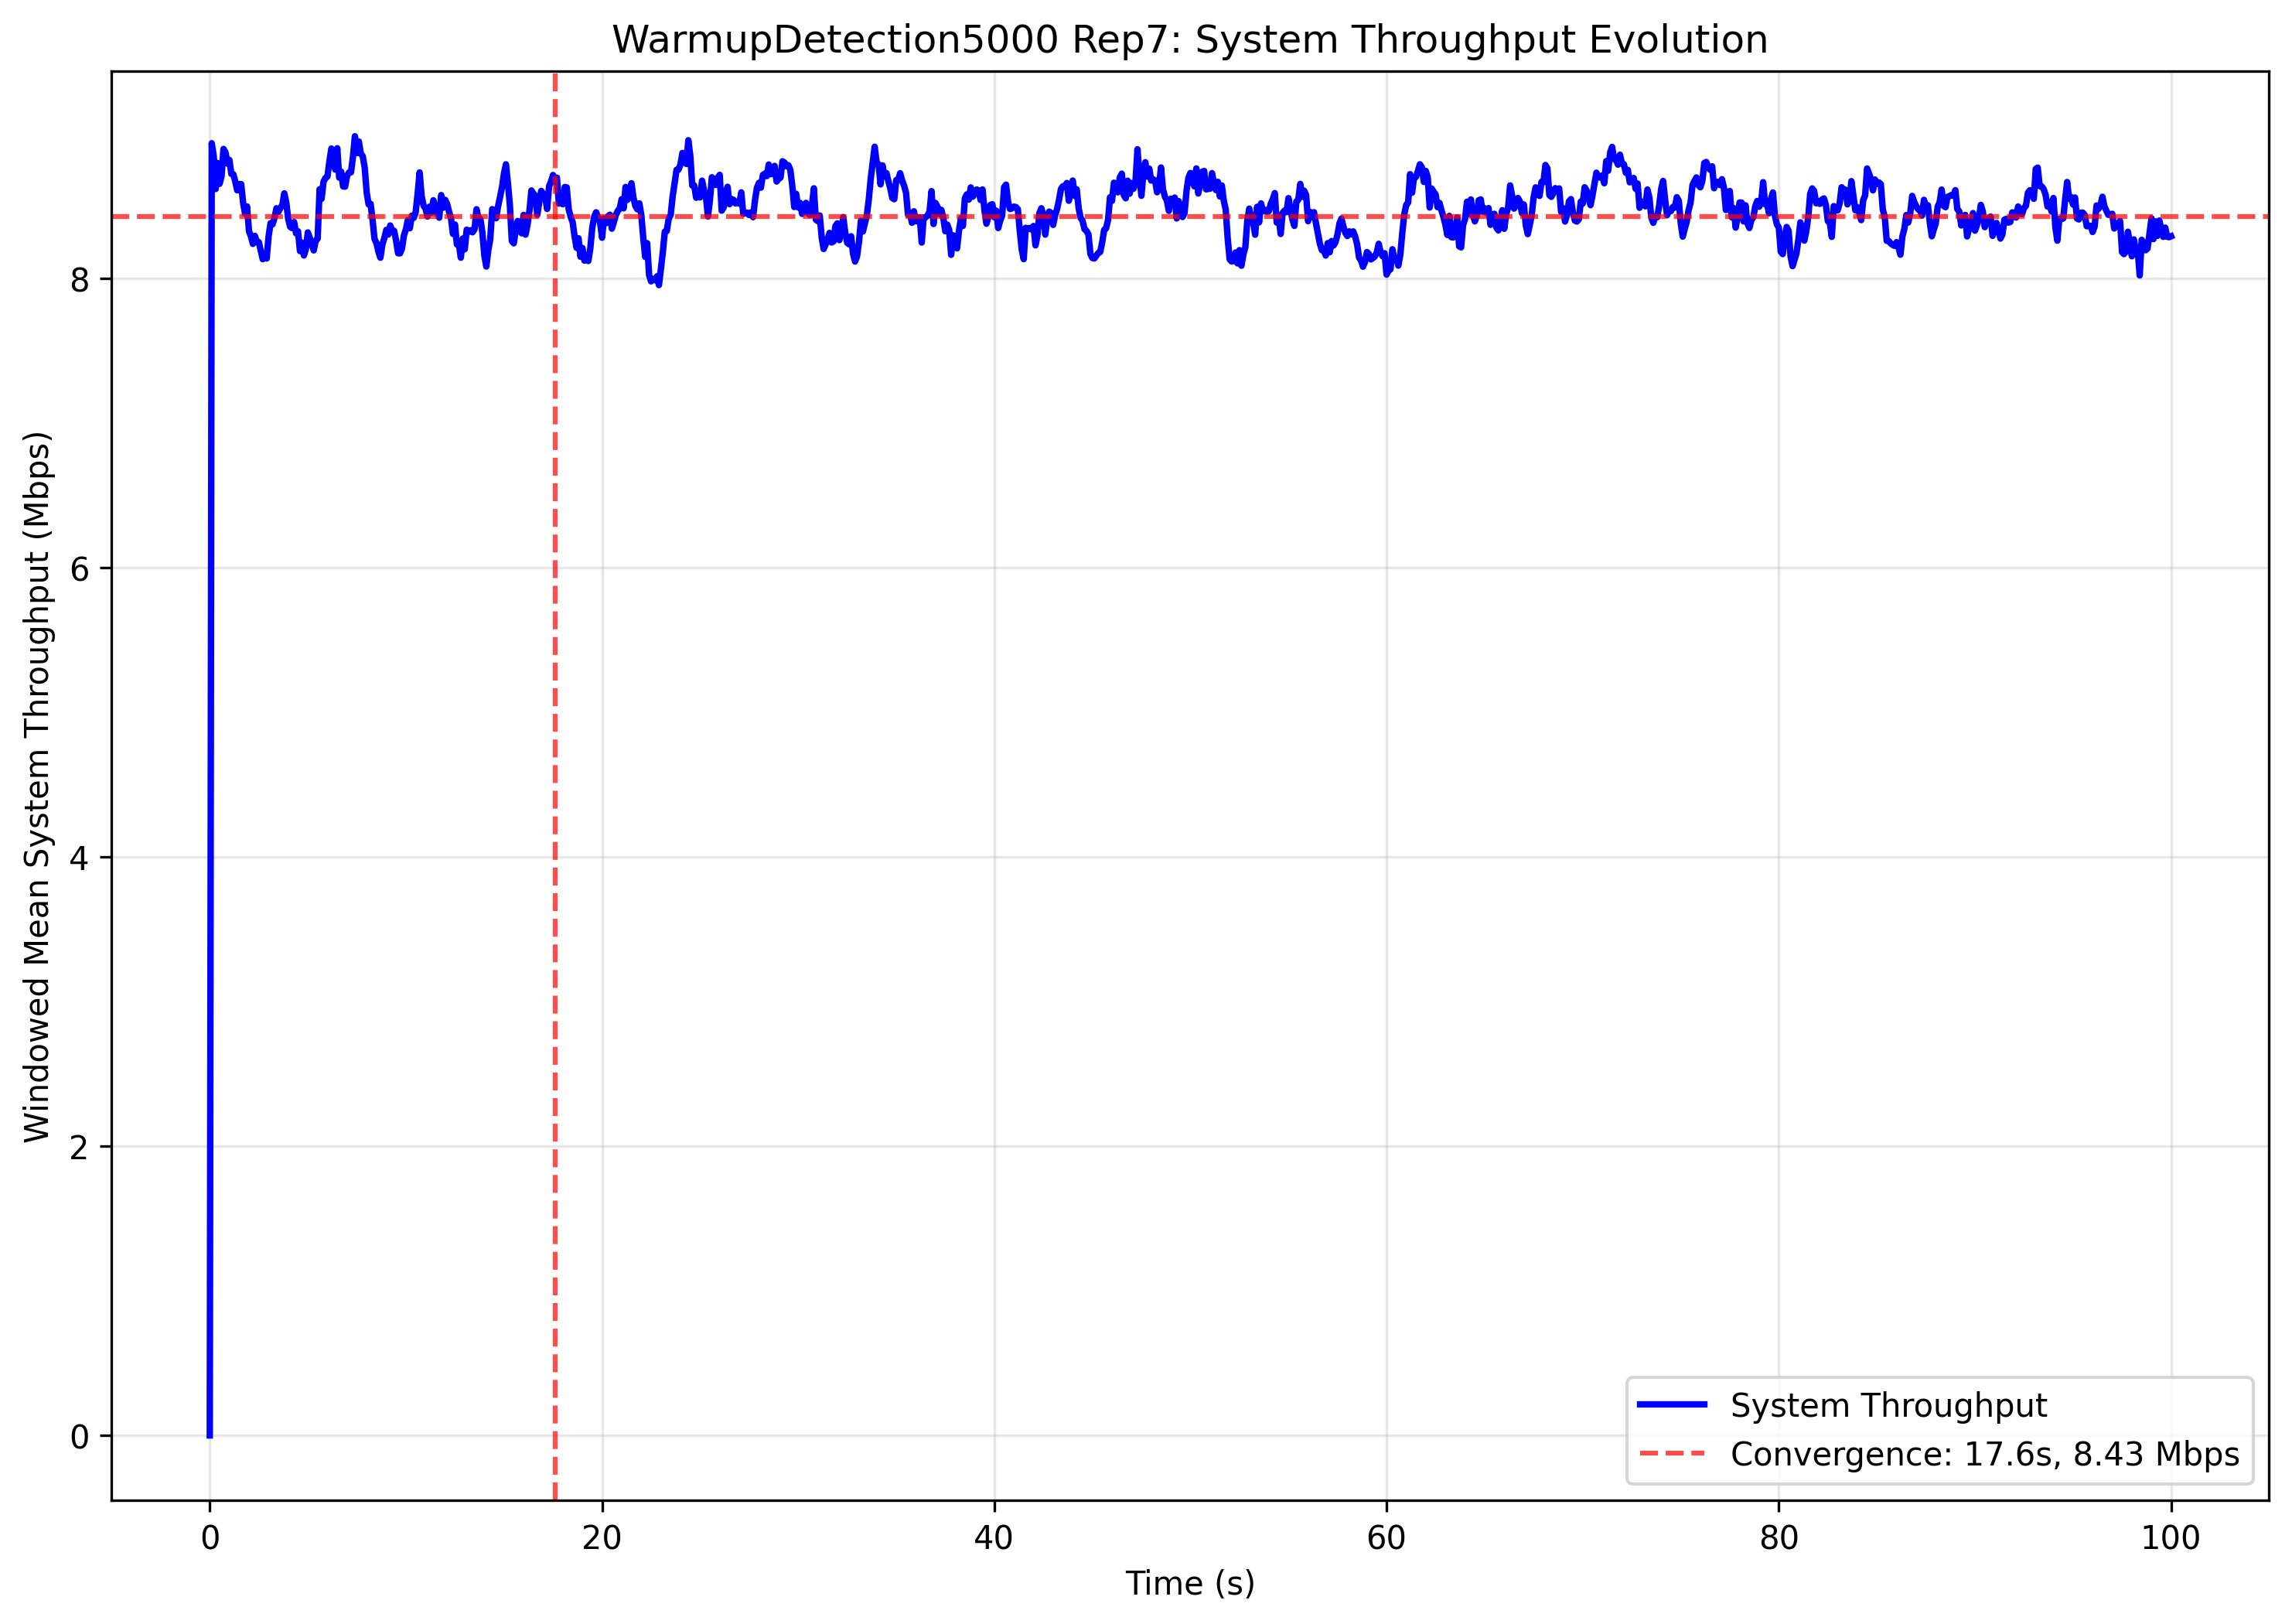 WarmupDetection5000 Rep7: System Throughput Evolution
Windowed Mean System Throughput (Mbps)
8
6
4
2
0
0 20 40 60 80 100
Time (s)
System Throughput
Convergence: 17.6s, 8.43 Mbps